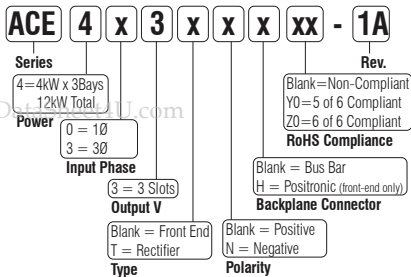 ACE 4 x 3 x x x xx - 1A
Series
Rev.
4=4kW x 3Bays
12kW Total
Power
Blank=Non-Compliant
Y0=5 of 6 Compliant
Z0=6 of 6 Compliant
RoHS Compliance
DataSheet4U.com
0 = 1Ø
3 = 3Ø
Input Phase
Blank = Bus Bar
H = Positronic (front-end only)
Backplane Connector
3 = 3 Slots
Output V
Blank = Front End
T = Rectifier
Type
Blank = Positive
N = Negative
Polarity